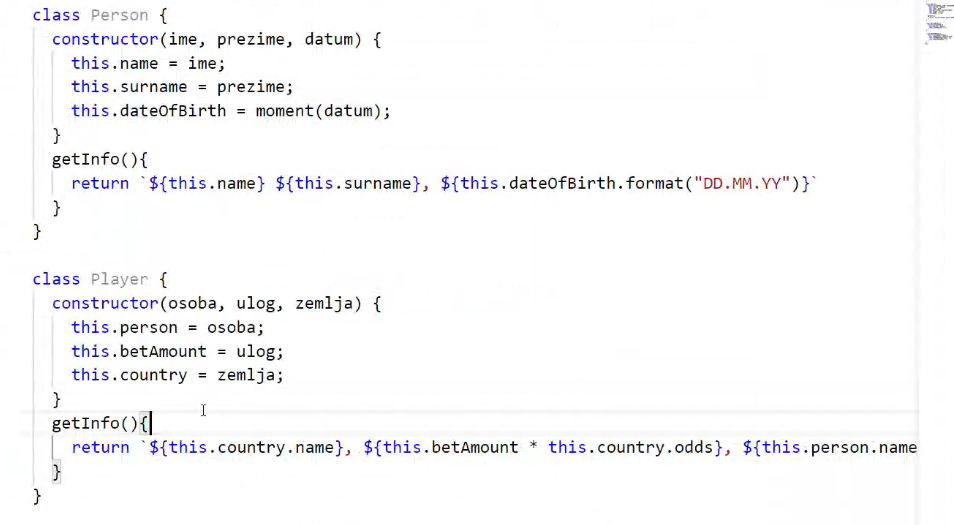 class Person {
constructor(ime, prezime, datum) {
this.name = ime;
this.surname = prezime;
this.dateOfBirth = moment(datum);
}
getInfo(){
return `${this.name} ${this.surname}, ${this.dateOfBirth.format("DD.MM.YY")}`
}
}
class Player {
constructor(osoba, ulog, zemlja) {
this.person = osoba;
this.betAmount = ulog;
this.country = zemlja;
}
getInfo(){
return `${this.country.name}, ${this.betAmount * this.country.odds}, ${this.person.name
}
}